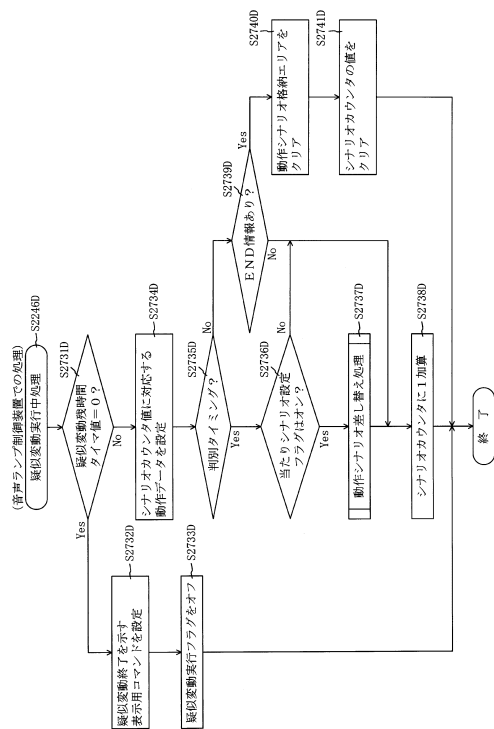 (音声ランプ制御装置での処理)
疑似変動実行中処理
S2246D
疑似変動残時間
タイマ値=0?
S2731D
Yes
No
疑似変動終了を示す
表示用コマンドを設定
S2732D
疑似変動実行フラグをオフ
S2733D
シナリオカウンタ値に対応する
動作データを設定
S2734D
判別タイミング?
S2735D
No
Yes
当たりシナリオ設定
フラグはオン?
S2736D
No
Yes
動作シナリオ差し替え処理
S2737D
シナリオカウンタに1加算
S2738D
END情報あり?
S2739D
Yes
No
動作シナリオ格納エリアを
クリア
S2740D
シナリオカウンタの値を
クリア
S2741D
終了